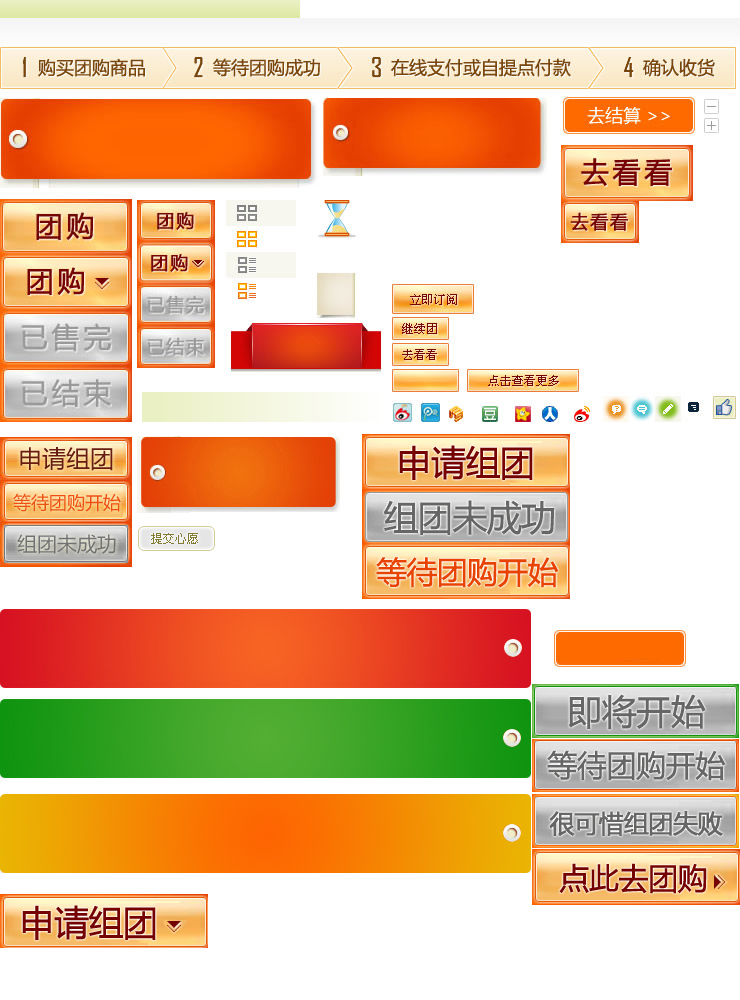 1 购买团购商品
2 等待团购成功
3 在线支付或自提点付款
4 确认收货
去结算 >>
去看看
去看看
团购
团购
团购
团购
已售完
已售完
已结束
已结束
立即订阅
继续团
去看看
点击查看更多
豆
申请组团
等待团购开始
组团未成功
提交心愿
申请组团
组团未成功
等待团购开始
即将开始
等待团购开始
很可惜组团失败
点此去团购
申请组团